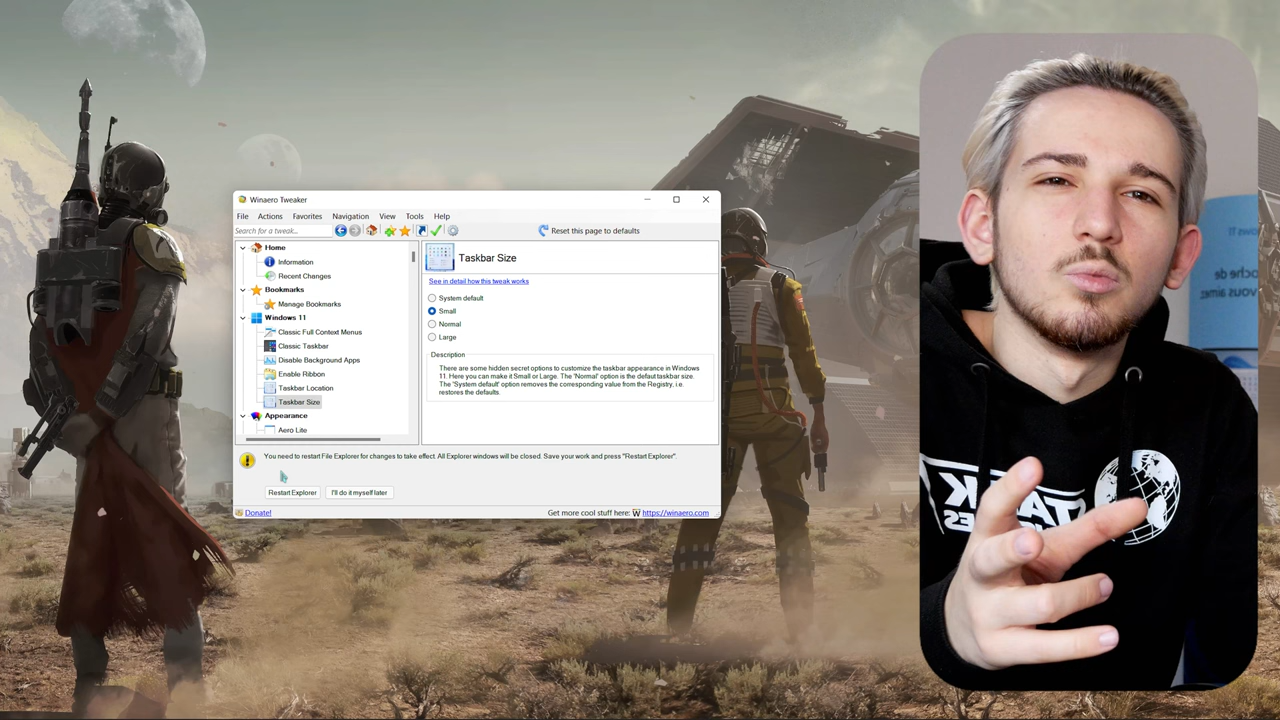 Winaero Tweaker
File Actions Favorites Navigation View Tools Help
Search for a tweak...
Reset this page to defaults
Home
Information
Recent Changes
Bookmarks
Manage Bookmarks
Windows 11
Classic Full Context Menus
Classic Taskbar
Disable Background Apps
Enable Ribbon
Taskbar Location
Taskbar Size
Appearance
Aero Lite
Taskbar Size
See in detail how this tweak works
System default
Small
Normal
Large
Description
There are some hidden secret options to customize the taskbar appearance in Windows
11. Here you can make it Small or Large. The 'Normal' option is the defaut taskbar size.
The 'System default' option removes the corresponding value from the Registry, i.e.
restores the defaults.
You need to restart File Explorer for changes to take effect. All Explorer windows will be closed. Save your work and press "Restart Explorer".
Restart Explorer
I'll do it myself later
Donate!
Get more cool stuff here: W https://winaero.com